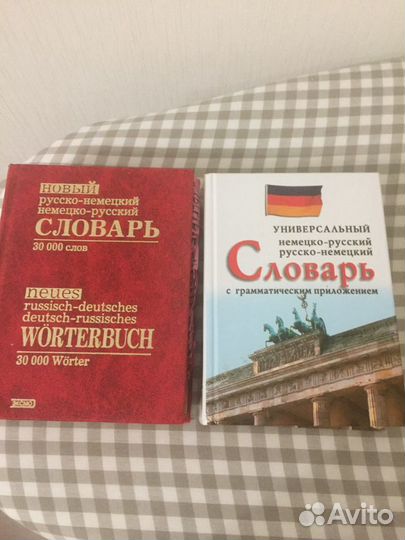 НОВЫЙ
русско-немецкий
немецко-русский
СЛОВАРЬ
30 000 слов
neues
russisch-deutsches
deutsch-russisches
WÖRTERBUCH
30 000 Wörter
ЭКСМО
УНИВЕРСАЛЬНЫЙ
немецко-русский
русско-немецкий
Словарь
с грамматическим приложением
Avito